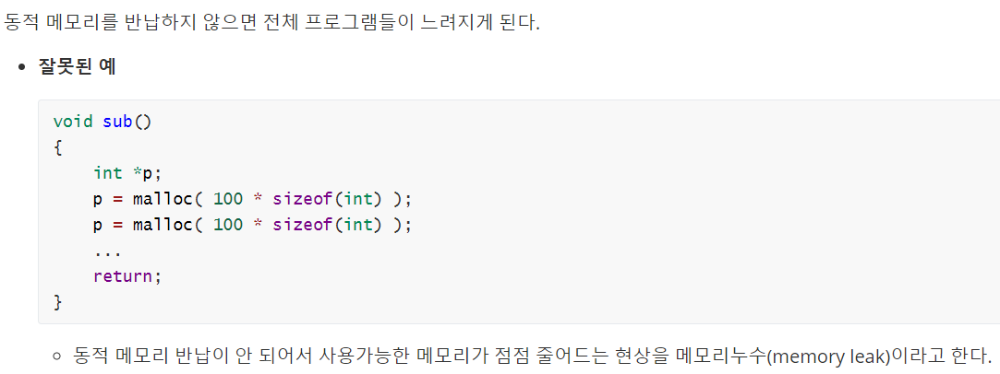 동적 메모리를 반납하지 않으면 전체 프로그램들이 느려지게 된다.
• 잘못된 예
void sub()
{
    int *p;
    p = malloc( 100 * sizeof(int) );
    p = malloc( 100 * sizeof(int) );
    ...
    return;
}
○ 동적 메모리 반납이 안 되어서 사용가능한 메모리가 점점 줄어드는 현상을 메모리누수(memory leak)이라고 한다.